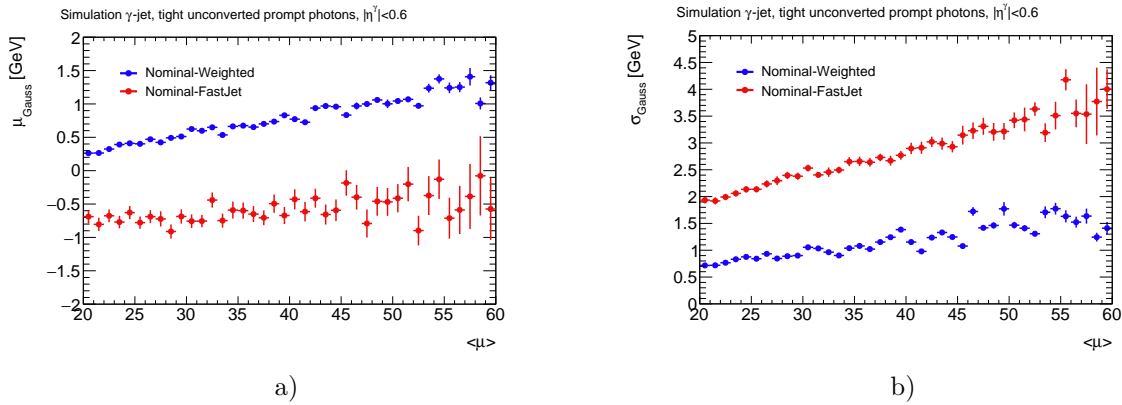 Simulation γ-jet, tight unconverted prompt photons, |η^γ|<0.6
μ_Gauss [GeV]
2
1.5
1
0.5
0
−0.5
−1
−1.5
−2
Nominal-Weighted
Nominal-FastJet
20 25 30 35 40 45 50 55 60
<μ>
a)
Simulation γ-jet, tight unconverted prompt photons, |η^γ|<0.6
σ_Gauss [GeV]
5
4.5
4
3.5
3
2.5
2
1.5
1
0.5
0
Nominal-Weighted
Nominal-FastJet
20 25 30 35 40 45 50 55 60
<μ>
b)